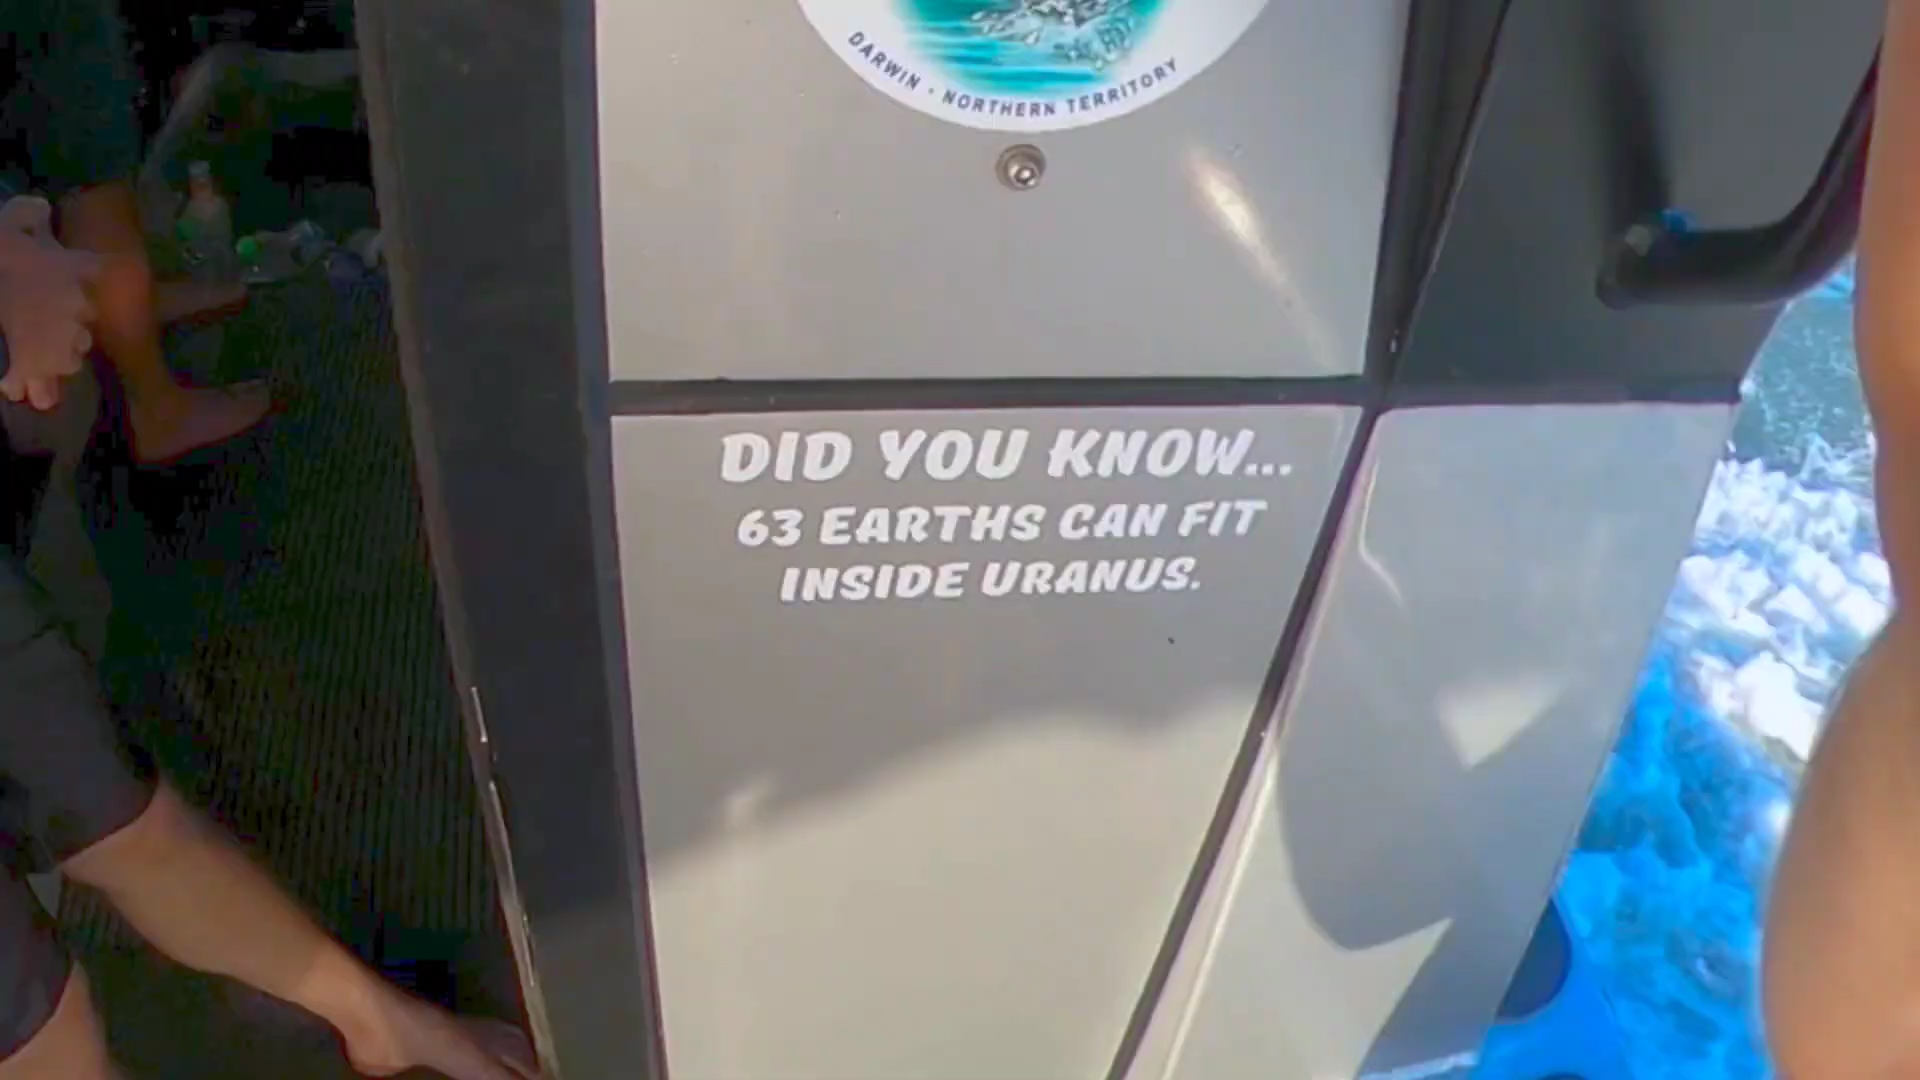 DARWIN • NORTHERN TERRITORY
DID YOU KNOW...
63 EARTHS CAN FIT
INSIDE URANUS.